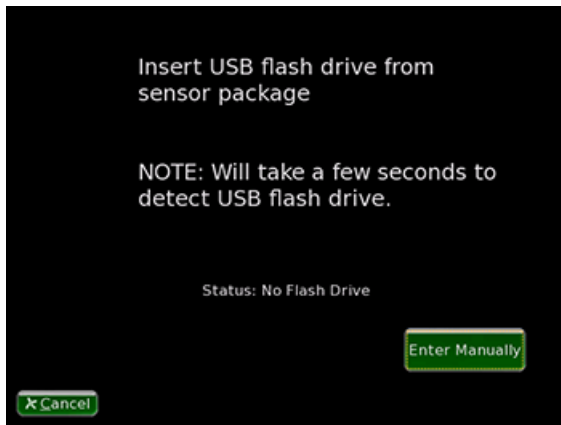 Insert USB flash drive from
sensor package
NOTE: Will take a few seconds to
detect USB flash drive.
Status: No Flash Drive
Enter Manually
Cancel